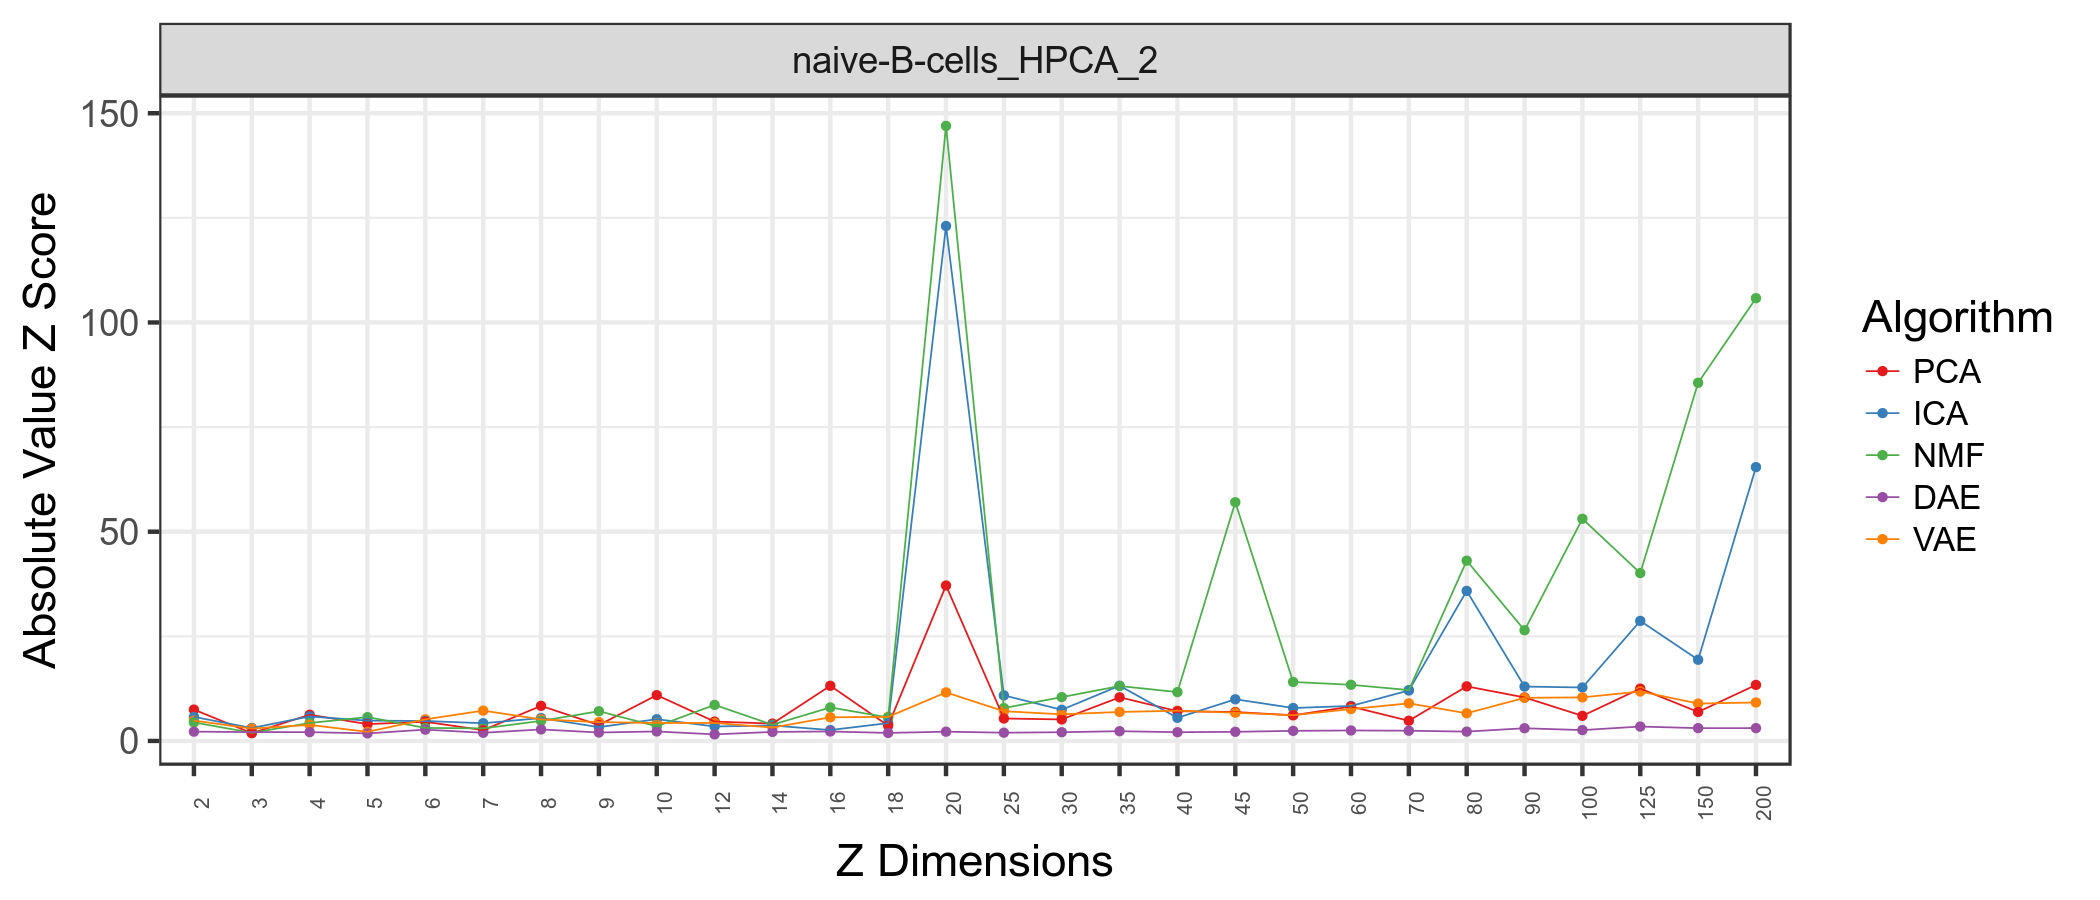 naive-B-cells_HPCA_2
Absolute Value Z Score
150
100
50
0
2 3 4 5 6 7 8 9 10 12 14 16 18 20 25 30 35 40 45 50 60 70 80 90 100 125 150 200
Z Dimensions
Algorithm
PCA
ICA
NMF
DAE
VAE